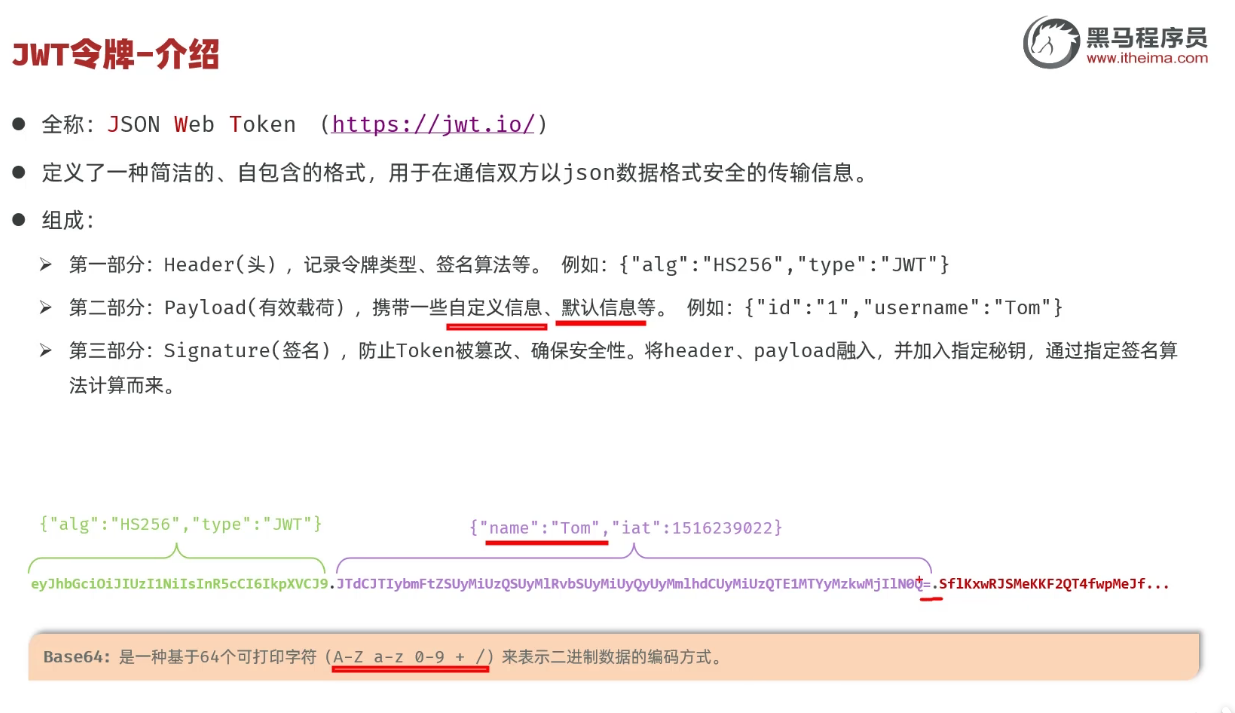 JWT令牌-介绍
黑马程序员
www.itheima.com
● 全称：JSON Web Token （https://jwt.io/）
● 定义了一种简洁的、自包含的格式，用于在通信双方以json数据格式安全的传输信息。
● 组成：
➢ 第一部分：Header(头），记录令牌类型、签名算法等。 例如：{"alg":"HS256","type":"JWT"}
➢ 第二部分：Payload(有效载荷），携带一些自定义信息、默认信息等。 例如：{"id":"1","username":"Tom"}
➢ 第三部分：Signature(签名），防止Token被篡改、确保安全性。将header、payload融入，并加入指定秘钥，通过指定签名算
法计算而来。
{"alg":"HS256","type":"JWT"}
{"name":"Tom","iat":1516239022}
eyJhbGciOiJIUzI1NiIsInR5cCI6IkpXVCJ9.JTdCJTIybmFtZSUyMiUzQSUyMlRvbSUyMiUyQyUyMmlhdCUyMiUzQTE1MTYyMzkwMjIlN0Q=.SflKxwRJSMeKKF2QT4fwpMeJf...
Base64：是一种基于64个可打印字符（A-Z a-z 0-9 + /）来表示二进制数据的编码方式。